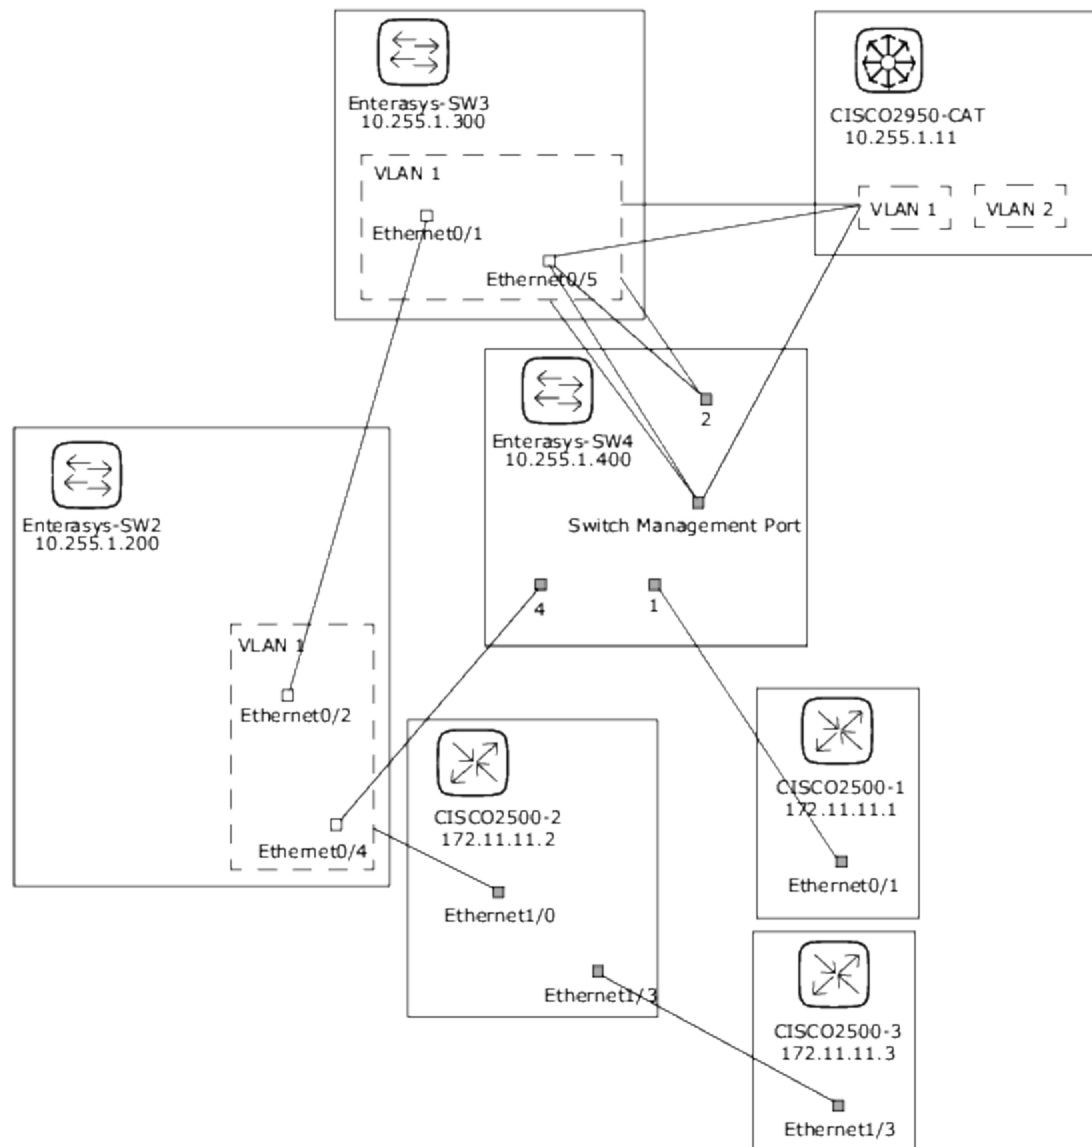 Enterasys-SW3
10.255.1.300
VLAN 1
Ethernet0/1
Ethernet0/5
CISCO2950-CAT
10.255.1.11
VLAN 1
VLAN 2
Enterasys-SW4
10.255.1.400
2
Switch Management Port
4
1
Enterasys-SW2
10.255.1.200
VLAN 1
Ethernet0/2
Ethernet0/4
CISCO2500-2
172.11.11.2
Ethernet1/0
Ethernet1/3
CISCO2500-1
172.11.11.1
Ethernet0/1
CISCO2500-3
172.11.11.3
Ethernet1/3